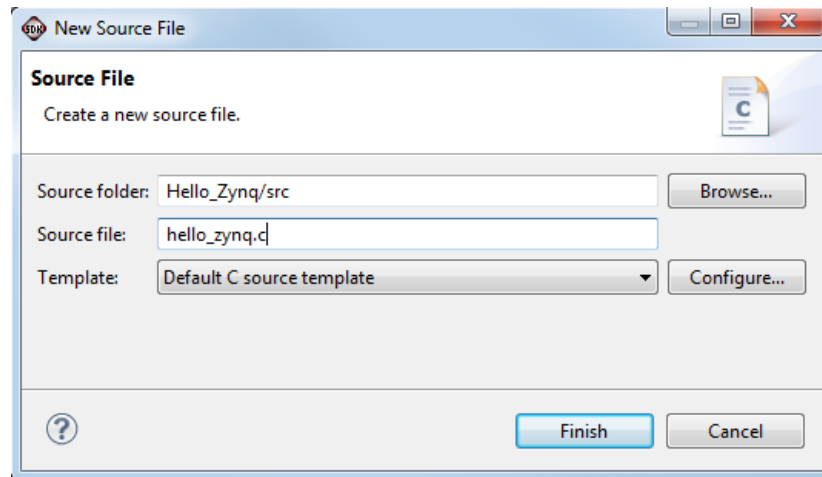 SDK New Source File
Source File
Create a new source file.
C
Source folder: Hello_Zynq/src Browse...
Source file: hello_zynq.c
Template: Default C source template Configure...
? Finish Cancel